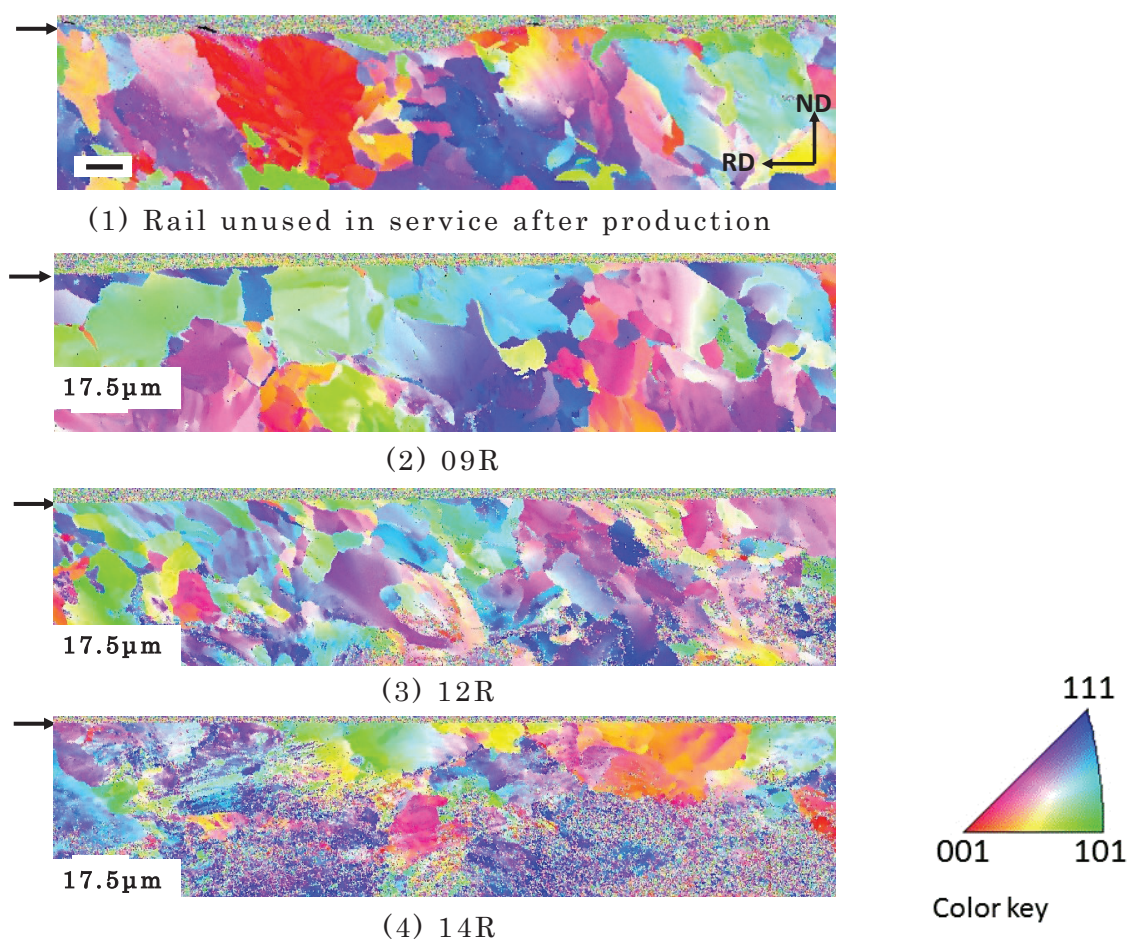 ND
RD
(1) Rail unused in service after production
(2) 09R
17.5μm
(3) 12R
17.5μm
(4) 14R
17.5μm
111
001 101
Color key